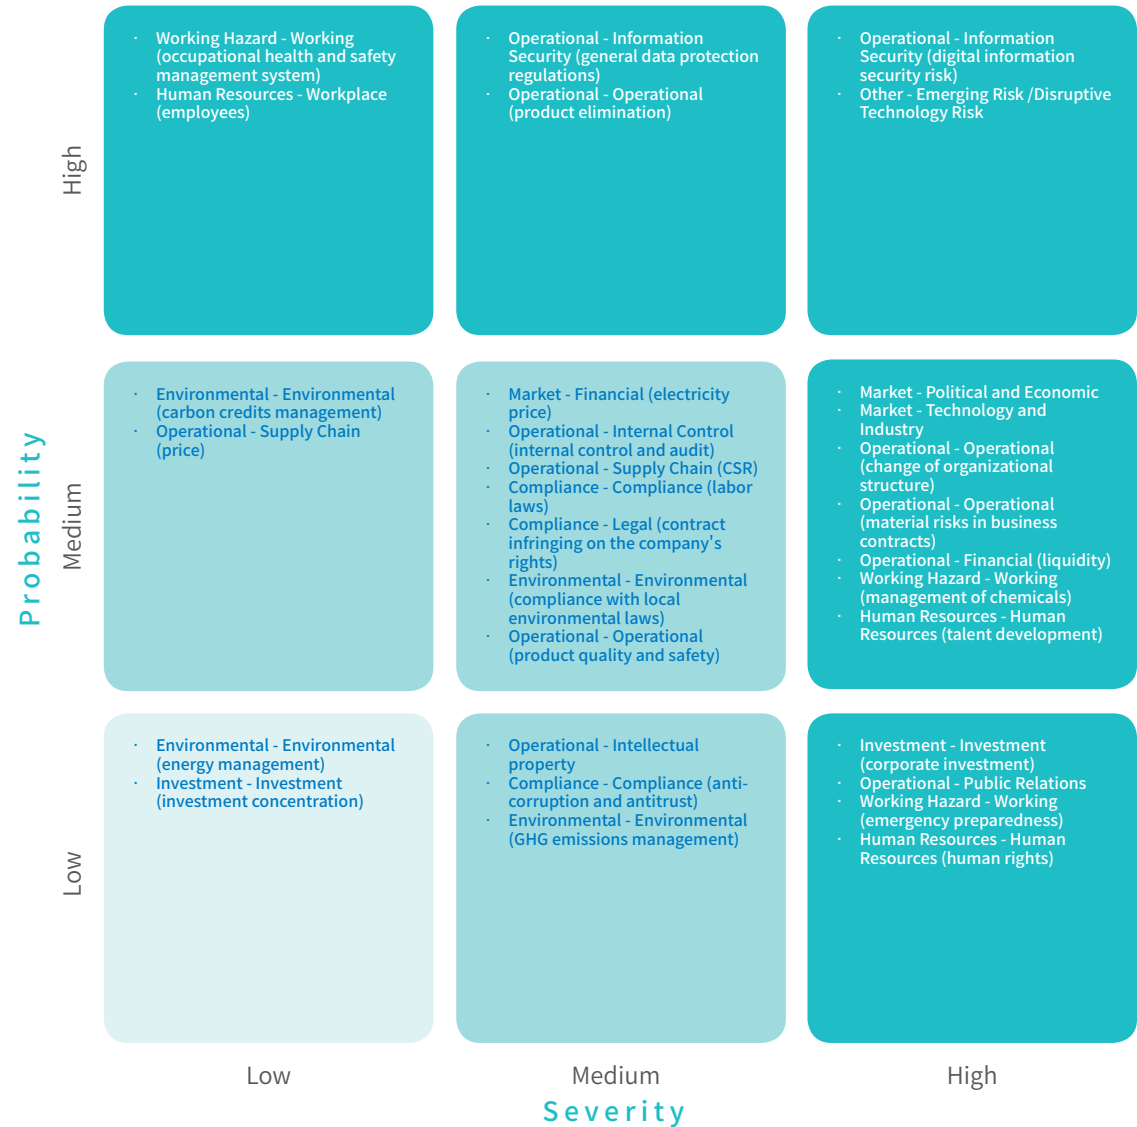 · Working Hazard - Working
(occupational health and safety
management system)
· Human Resources - Workplace
(employees)
· Operational - Information
Security (general data protection
regulations)
· Operational - Operational
(product elimination)
· Operational - Information
Security (digital information
security risk)
· Other - Emerging Risk /Disruptive
Technology Risk
High
· Environmental - Environmental
(carbon credits management)
· Operational - Supply Chain
(price)
· Market - Financial (electricity
price)
· Operational - Internal Control
(internal control and audit)
· Operational - Supply Chain (CSR)
· Compliance - Compliance (labor
laws)
· Compliance - Legal (contract
infringing on the company's
rights)
· Environmental - Environmental
(compliance with local
environmental laws)
· Operational - Operational
(product quality and safety)
· Market - Political and Economic
· Market - Technology and
Industry
· Operational - Operational
(change of organizational
structure)
· Operational - Operational
(material risks in business
contracts)
· Operational - Financial (liquidity)
· Working Hazard - Working
(management of chemicals)
· Human Resources - Human
Resources (talent development)
Probability
Medium
· Environmental - Environmental
(energy management)
· Investment - Investment
(investment concentration)
· Operational - Intellectual
property
· Compliance - Compliance (anti-
corruption and antitrust)
· Environmental - Environmental
(GHG emissions management)
· Investment - Investment
(corporate investment)
· Operational - Public Relations
· Working Hazard - Working
(emergency preparedness)
· Human Resources - Human
Resources (human rights)
Low
Low
Medium
High
Severity